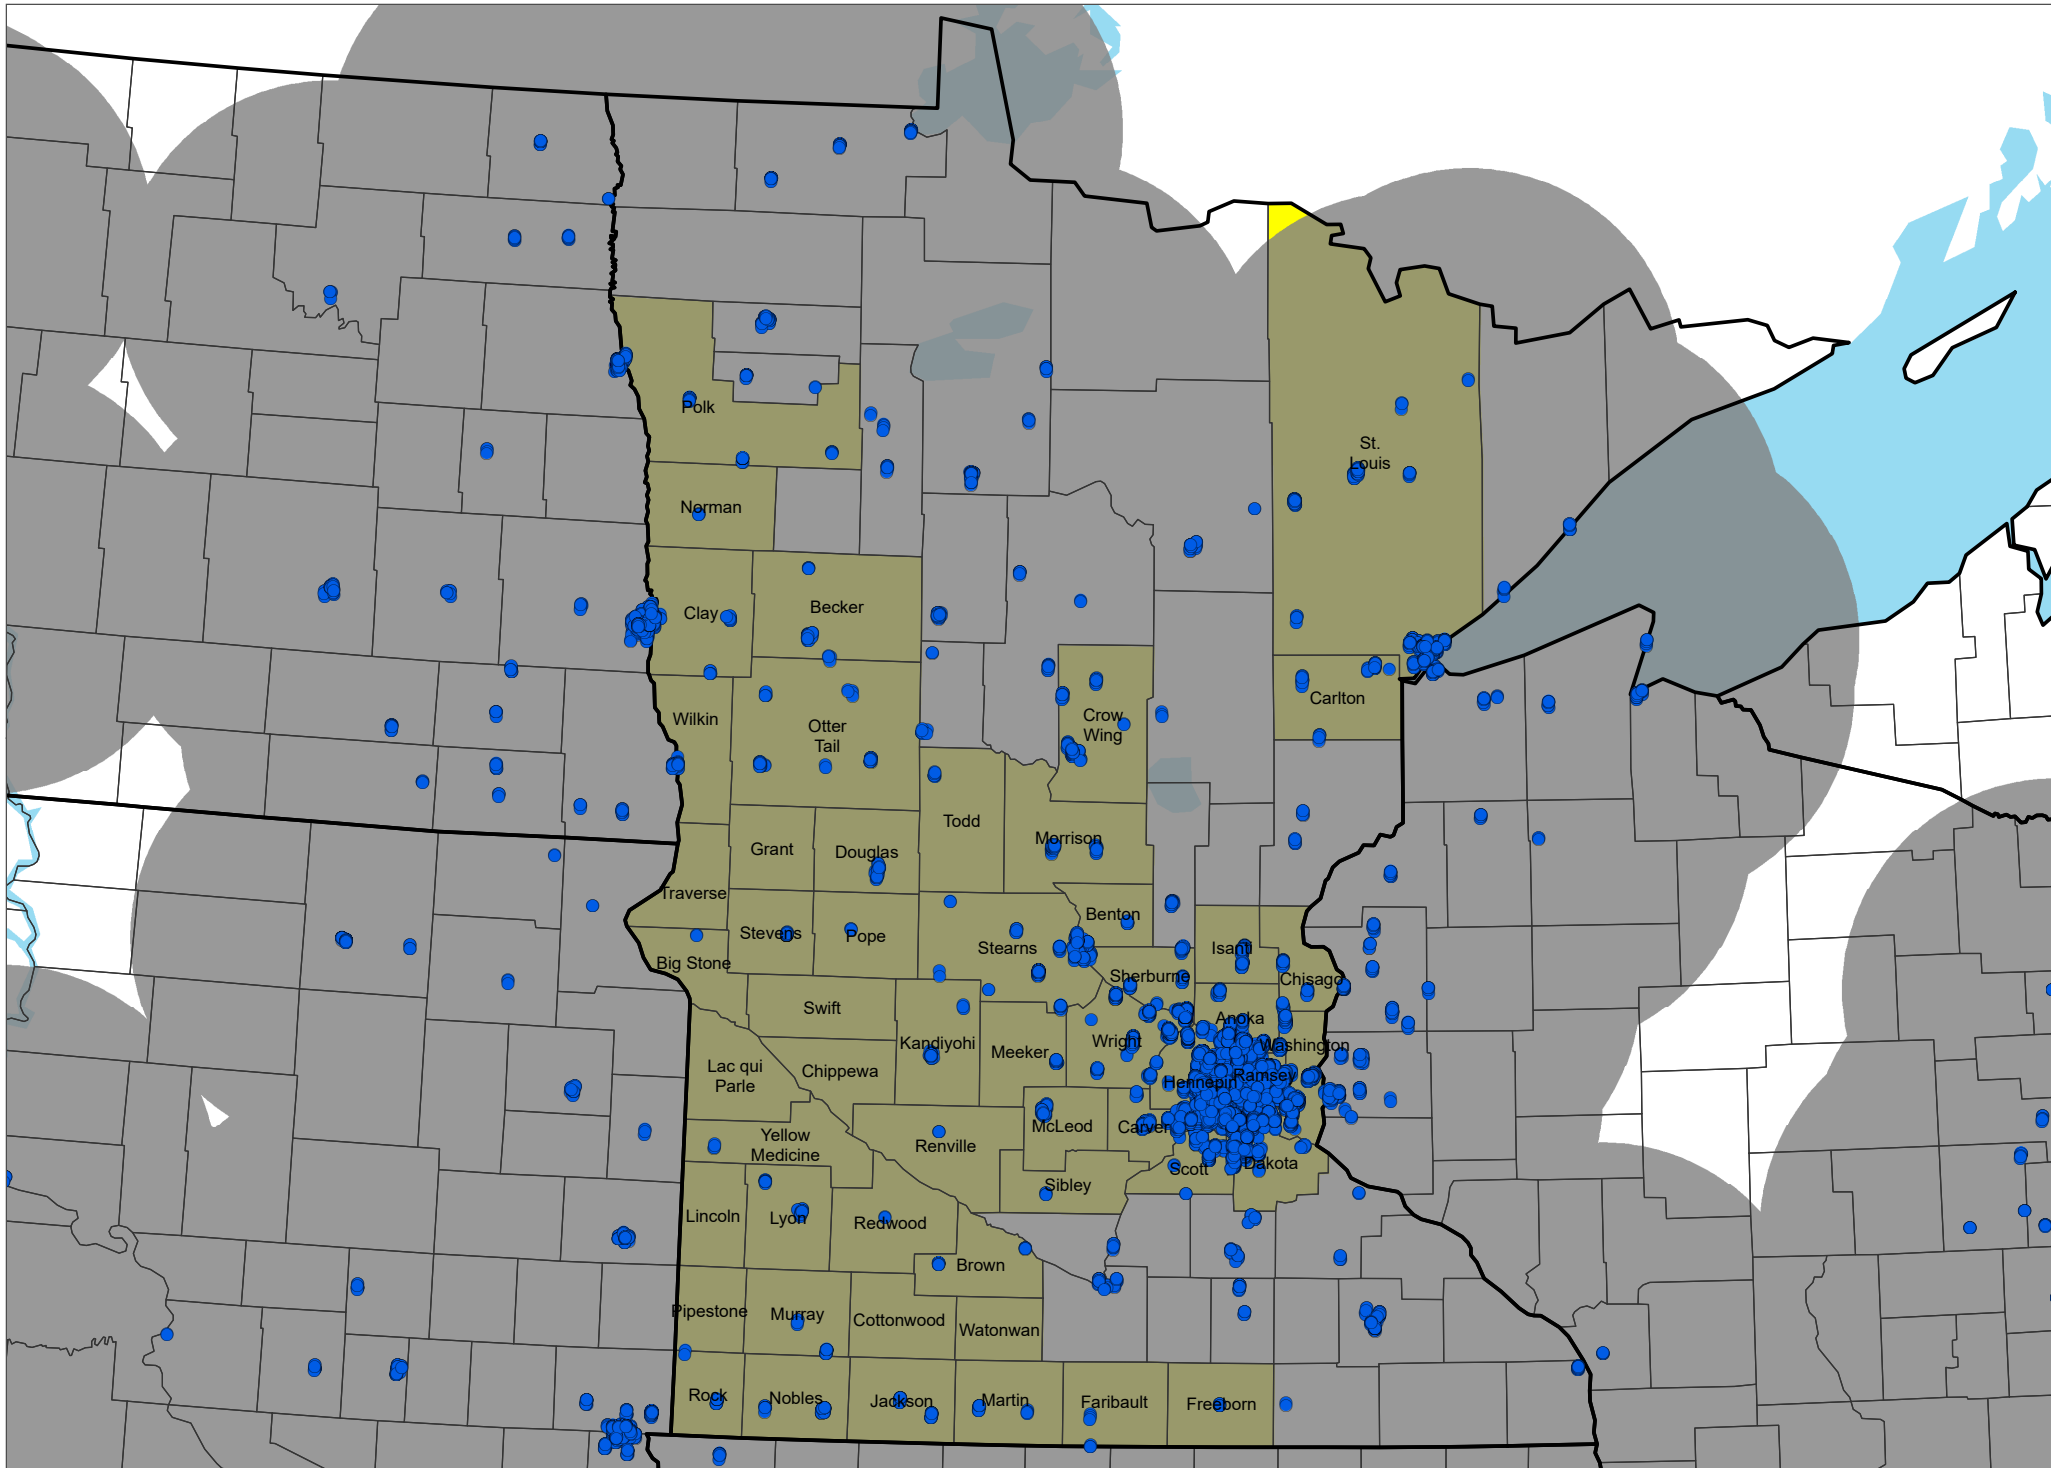 Polk
St.
Louis
Norman
Clay
Becker
Carlton
Wilkin
Otter
Tail
Crow
Wing
Todd
Morrison
Grant
Douglas
Traverse
Benton
Stevens
Pope
Stearns
Isanti
Big Stone
Sherburne
Chisago
Swift
Anoka
Kandiyohi
Meeker
Wright
Washington
Lac qui
Parle
Chippewa
Hennepin
Ramsey
McLeod
Carver
Yellow
Medicine
Renville
Scott
Dakota
Sibley
Lincoln
Lyon
Redwood
Brown
Pipestone
Murray
Cottonwood
Watonwan
Rock
Nobles
Jackson
Martin
Faribault
Freeborn